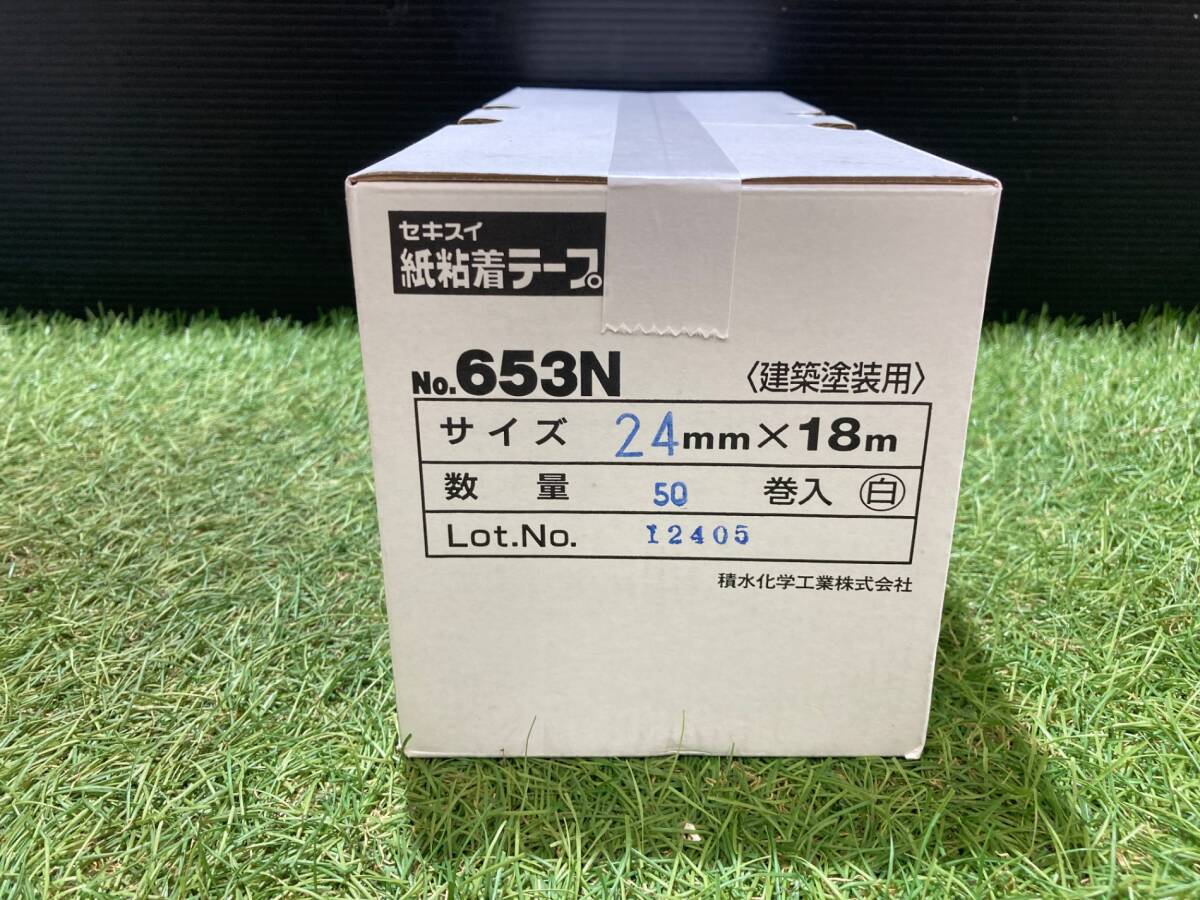 セキスイ
紙粘着テープ
No.653N 〈建築塗装用〉
サイズ 24mm×18m
数量 50 巻入 白
Lot.No. I2405
積水化学工業株式会社